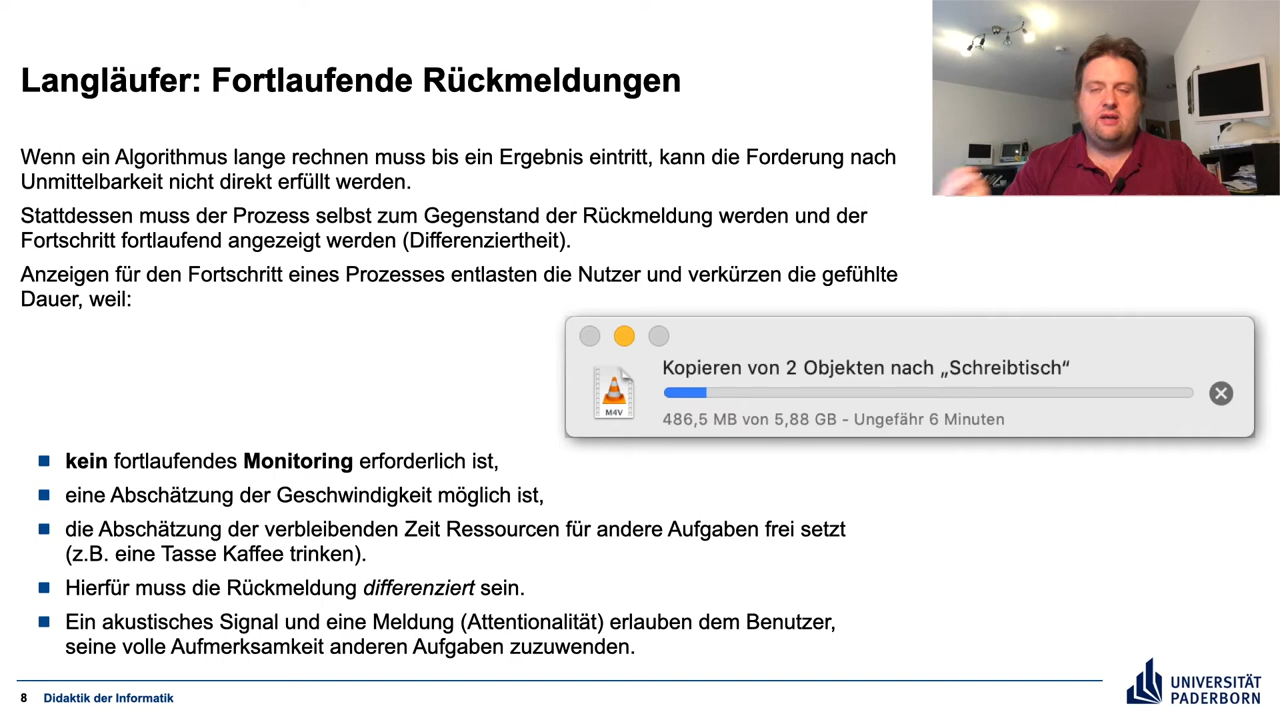 Langläufer: Fortlaufende Rückmeldungen
Wenn ein Algorithmus lange rechnen muss bis ein Ergebnis eintritt, kann die Forderung nach
Unmittelbarkeit nicht direkt erfüllt werden.
Stattdessen muss der Prozess selbst zum Gegenstand der Rückmeldung werden und der
Fortschritt fortlaufend angezeigt werden (Differenziertheit).
Anzeigen für den Fortschritt eines Prozesses entlasten die Nutzer und verkürzen die gefühlte
Dauer, weil:
Kopieren von 2 Objekten nach „Schreibtisch“
M4V
486,5 MB von 5,88 GB - Ungefähr 6 Minuten
kein fortlaufendes Monitoring erforderlich ist,
eine Abschätzung der Geschwindigkeit möglich ist,
die Abschätzung der verbleibenden Zeit Ressourcen für andere Aufgaben frei setzt
(z.B. eine Tasse Kaffee trinken).
Hierfür muss die Rückmeldung differenziert sein.
Ein akustisches Signal und eine Meldung (Attentionalität) erlauben dem Benutzer,
seine volle Aufmerksamkeit anderen Aufgaben zuzuwenden.
8 Didaktik der Informatik
UNIVERSITÄT
PADERBORN